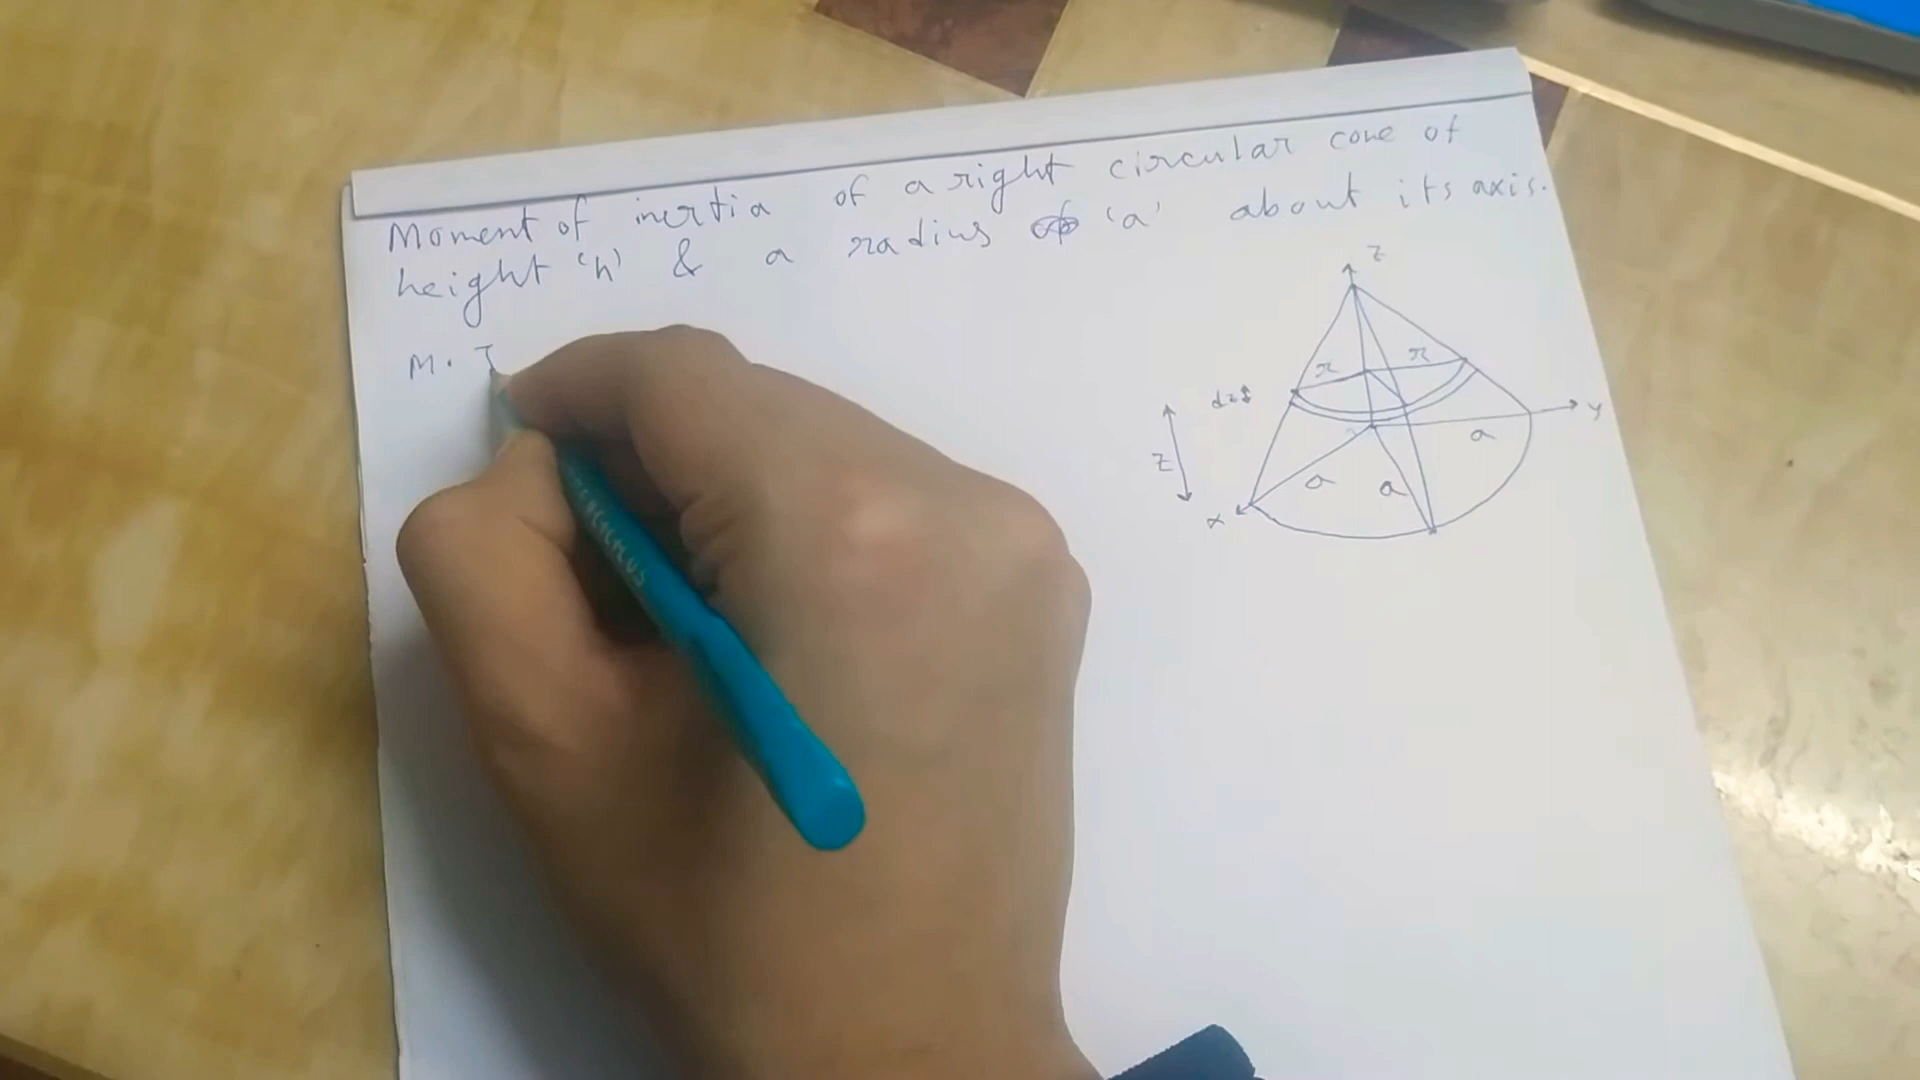 Moment of inertia of a right circular cone of
height 'h' & a radius 'a' about its axis.
M. I
z
r r
dz
z
y
a
a a
x